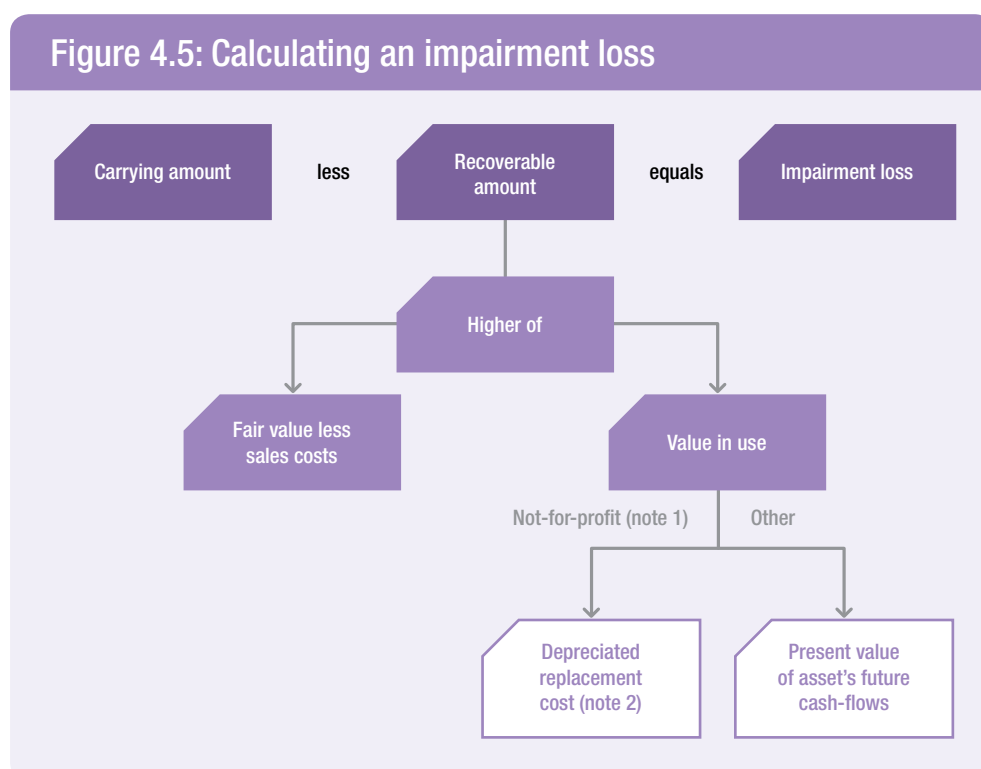 Figure 4.5: Calculating an impairment loss
Carrying amount
less
Recoverable
amount
equals
Impairment loss
Higher of
Fair value less
sales costs
Value in use
Not-for-profit (note 1)
Other
Depreciated
replacement
cost (note 2)
Present value
of asset's future
cash-flows